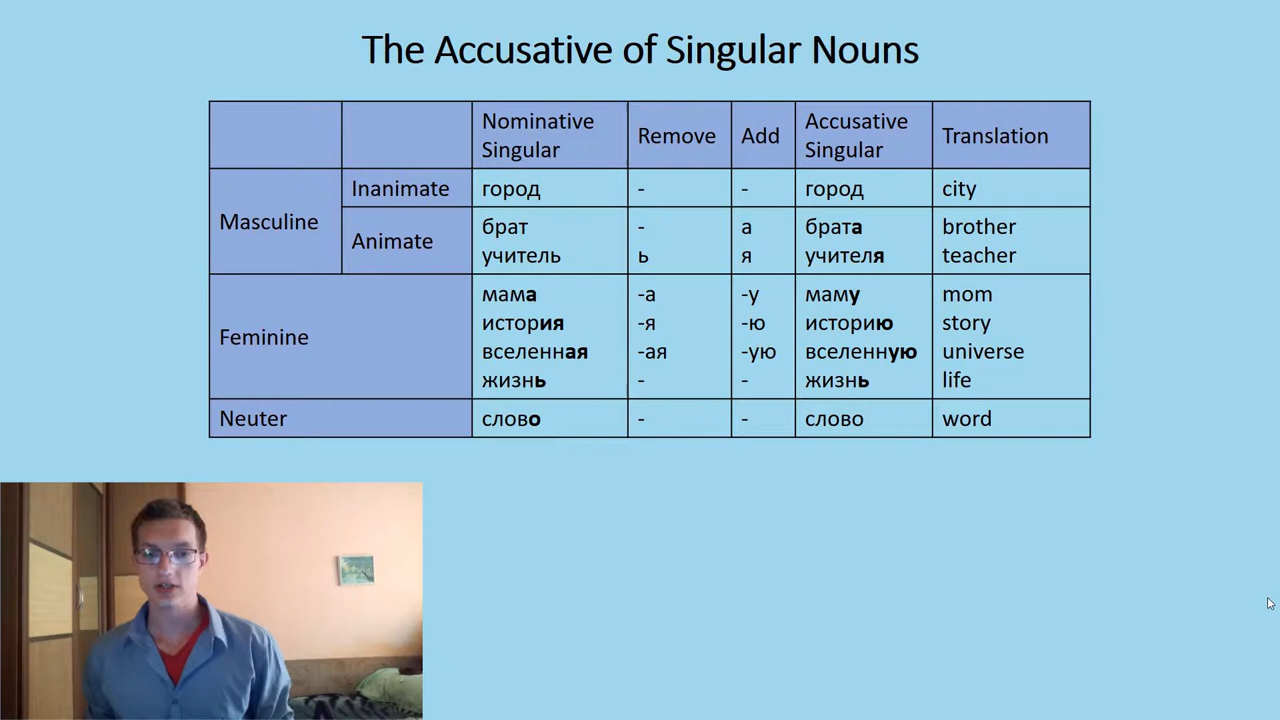 The Accusative of Singular Nouns
Nominative Singular Remove Add Accusative Singular Translation
Masculine Inanimate город - - город city
Animate брат - а брата brother
учитель ь я учителя teacher
Feminine мама -а -у маму mom
история -я -ю историю story
вселенная -ая -ую вселенную universe
жизнь - - жизнь life
Neuter слово - - слово word